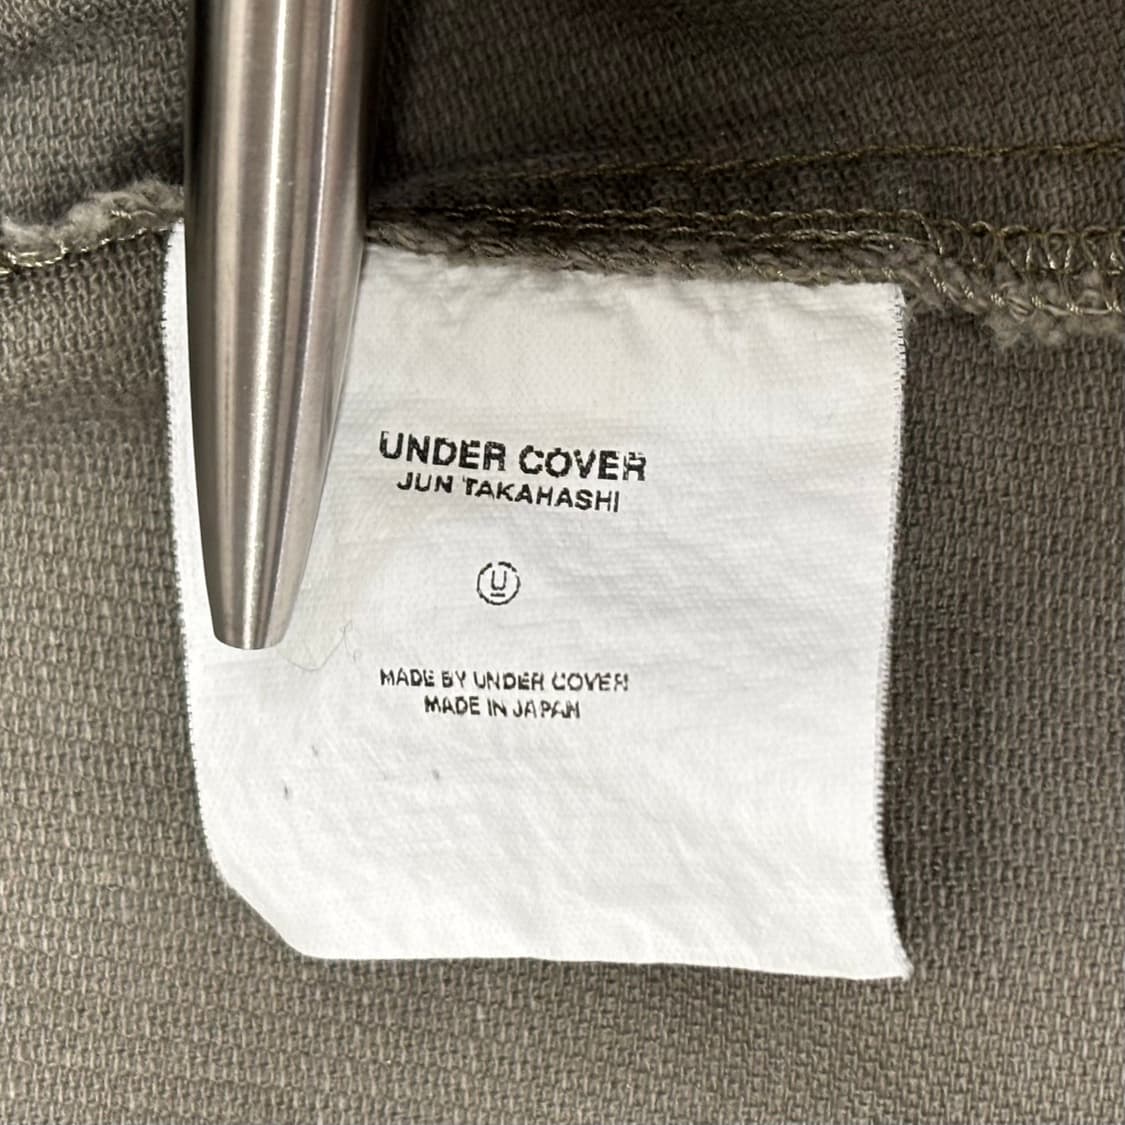 UNDER COVER
JUN TAKAHASHI
U
MADE BY UNDER COVER
MADE IN JAPAN